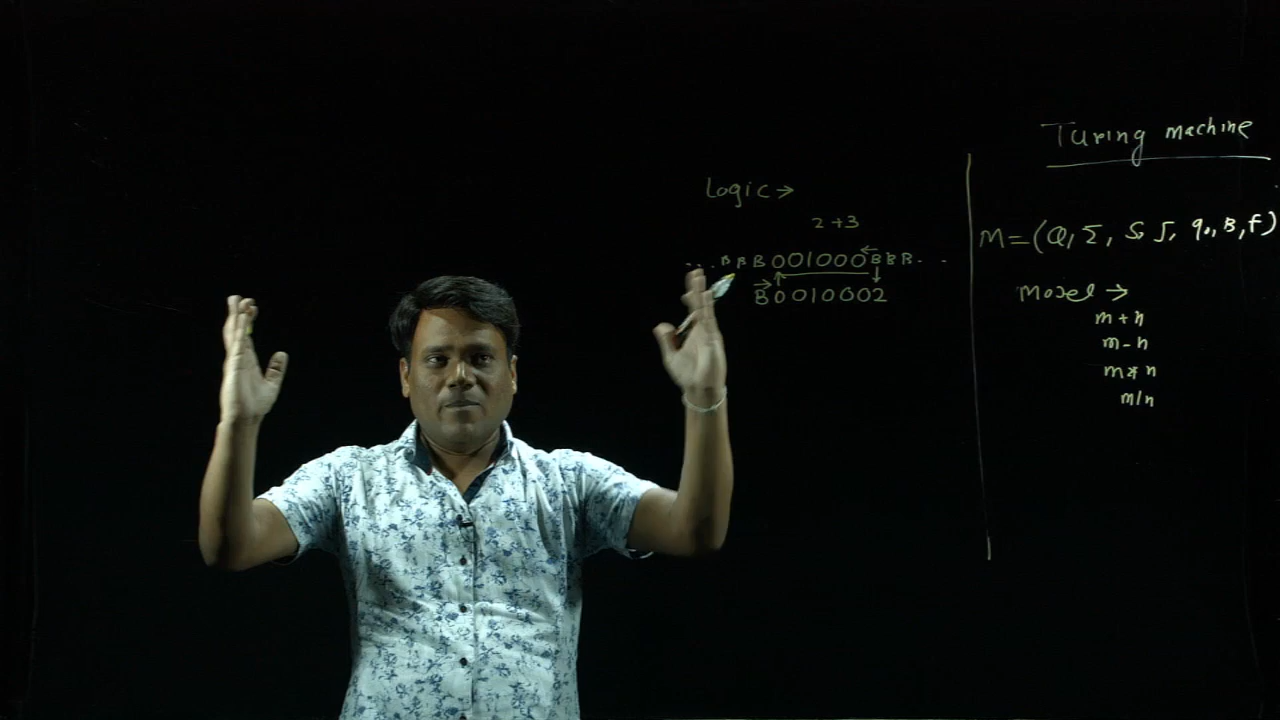 Turing machine
Logic →
2+3
M=(Q, Σ, S, δ, q₀, B, F)
...BBB001000BBB...
B0010002
Model →
m+n
m-n
m*n
m/n